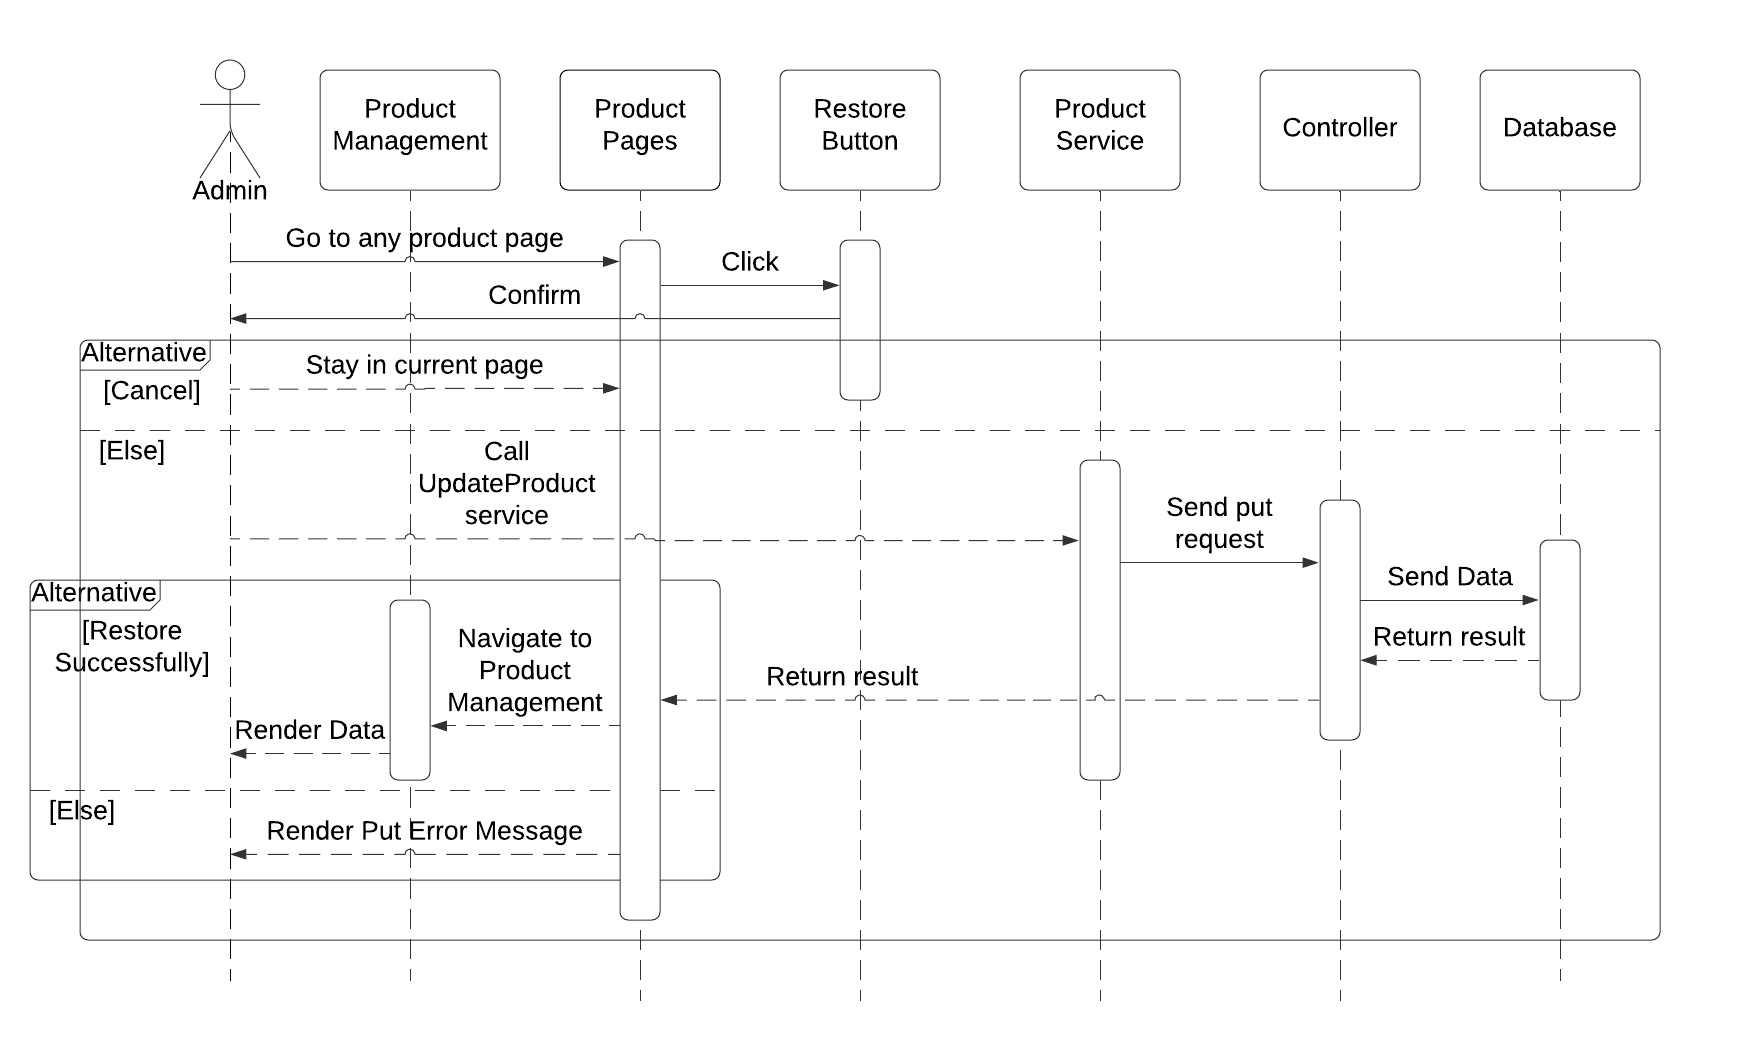 Admin
Product
Management
Product
Pages
Restore
Button
Product
Service
Controller
Database
Go to any product page
Click
Confirm
Alternative
Stay in current page
[Cancel]
[Else]
Call
UpdateProduct
service
Send put
request
Send Data
Return result
Alternative
[Restore
Successfully]
Navigate to
Product
Management
Return result
Render Data
[Else]
Render Put Error Message